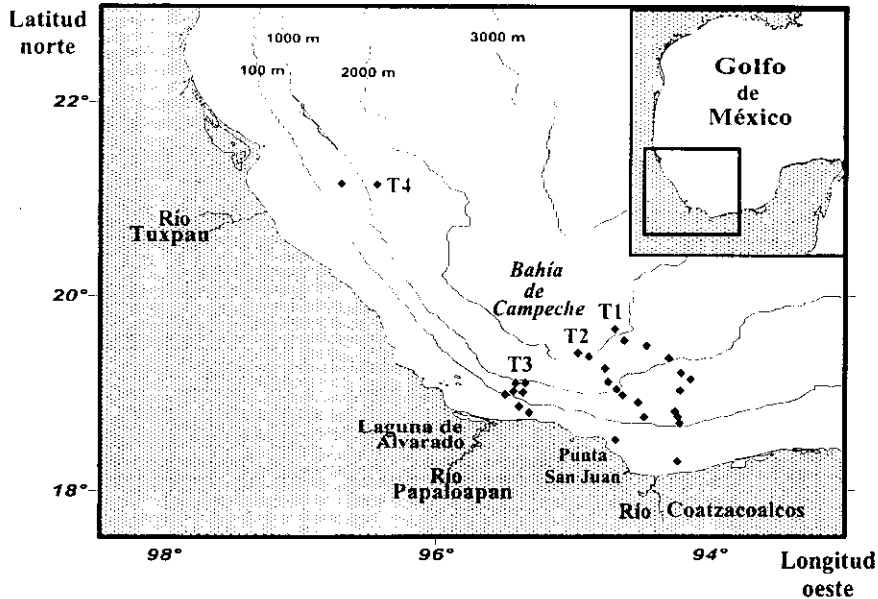 Latitud
norte
1000 m
3000 m
100 m
2000 m
Golfo
de
México
22°
T4
Río
Tuxpan
Bahía
de
Campeche
T1
T2
20°
T3
Laguna de
Alvarado
Punta
San Juan
Río
Papaloapan
Río Coatzacoalcos
18°
98°
96°
94°
Longitud
oeste